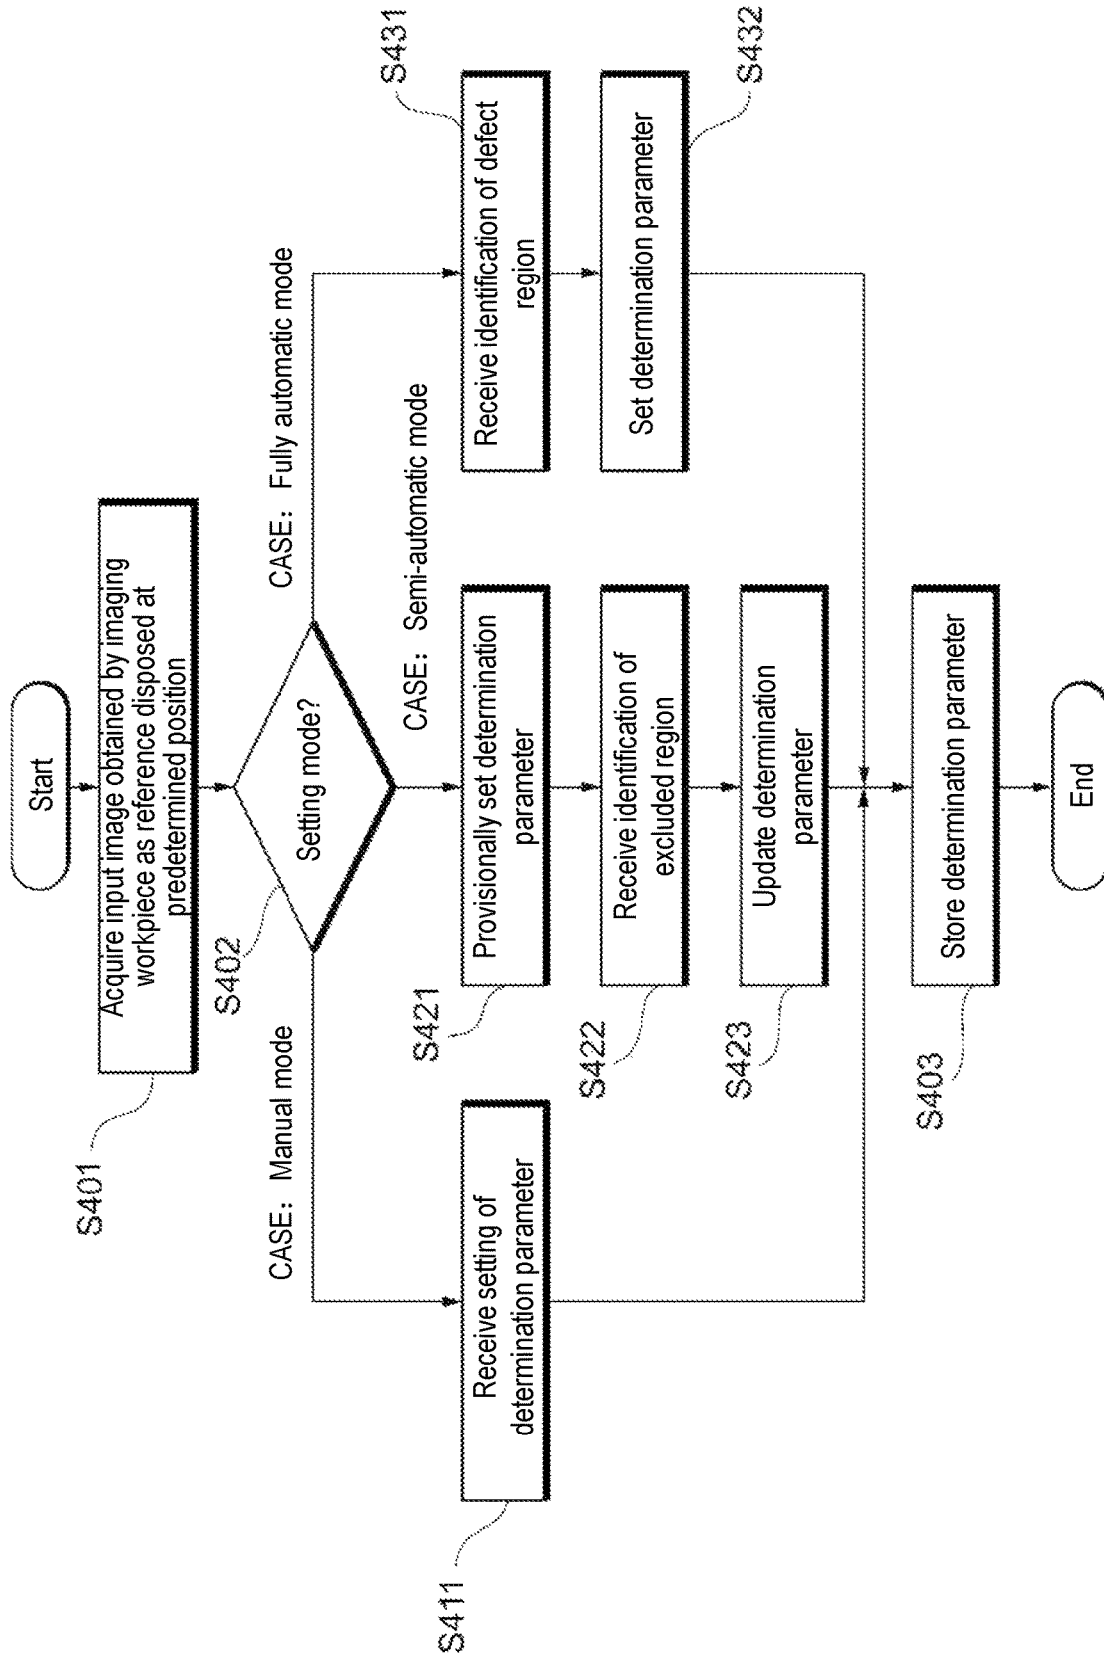 Start
S401
Acquire input image obtained by imaging
workpiece as reference disposed at
predetermined position
S402
Setting mode?
CASE: Manual mode
CASE: Semi-automatic mode
CASE: Fully automatic mode
S411
Receive setting of
determination parameter
S421
Provisionally set determination
parameter
S422
Receive identification of
excluded region
S423
Update determination
parameter
S431
Receive identification of defect
region
S432
Set determination parameter
S403
Store determination parameter
End